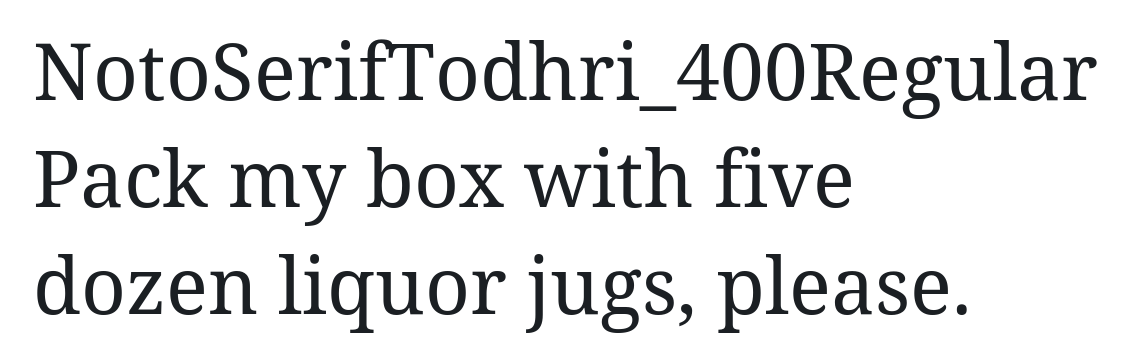 NotoSerifTodhri_400Regular
Pack my box with five
dozen liquor jugs, please.